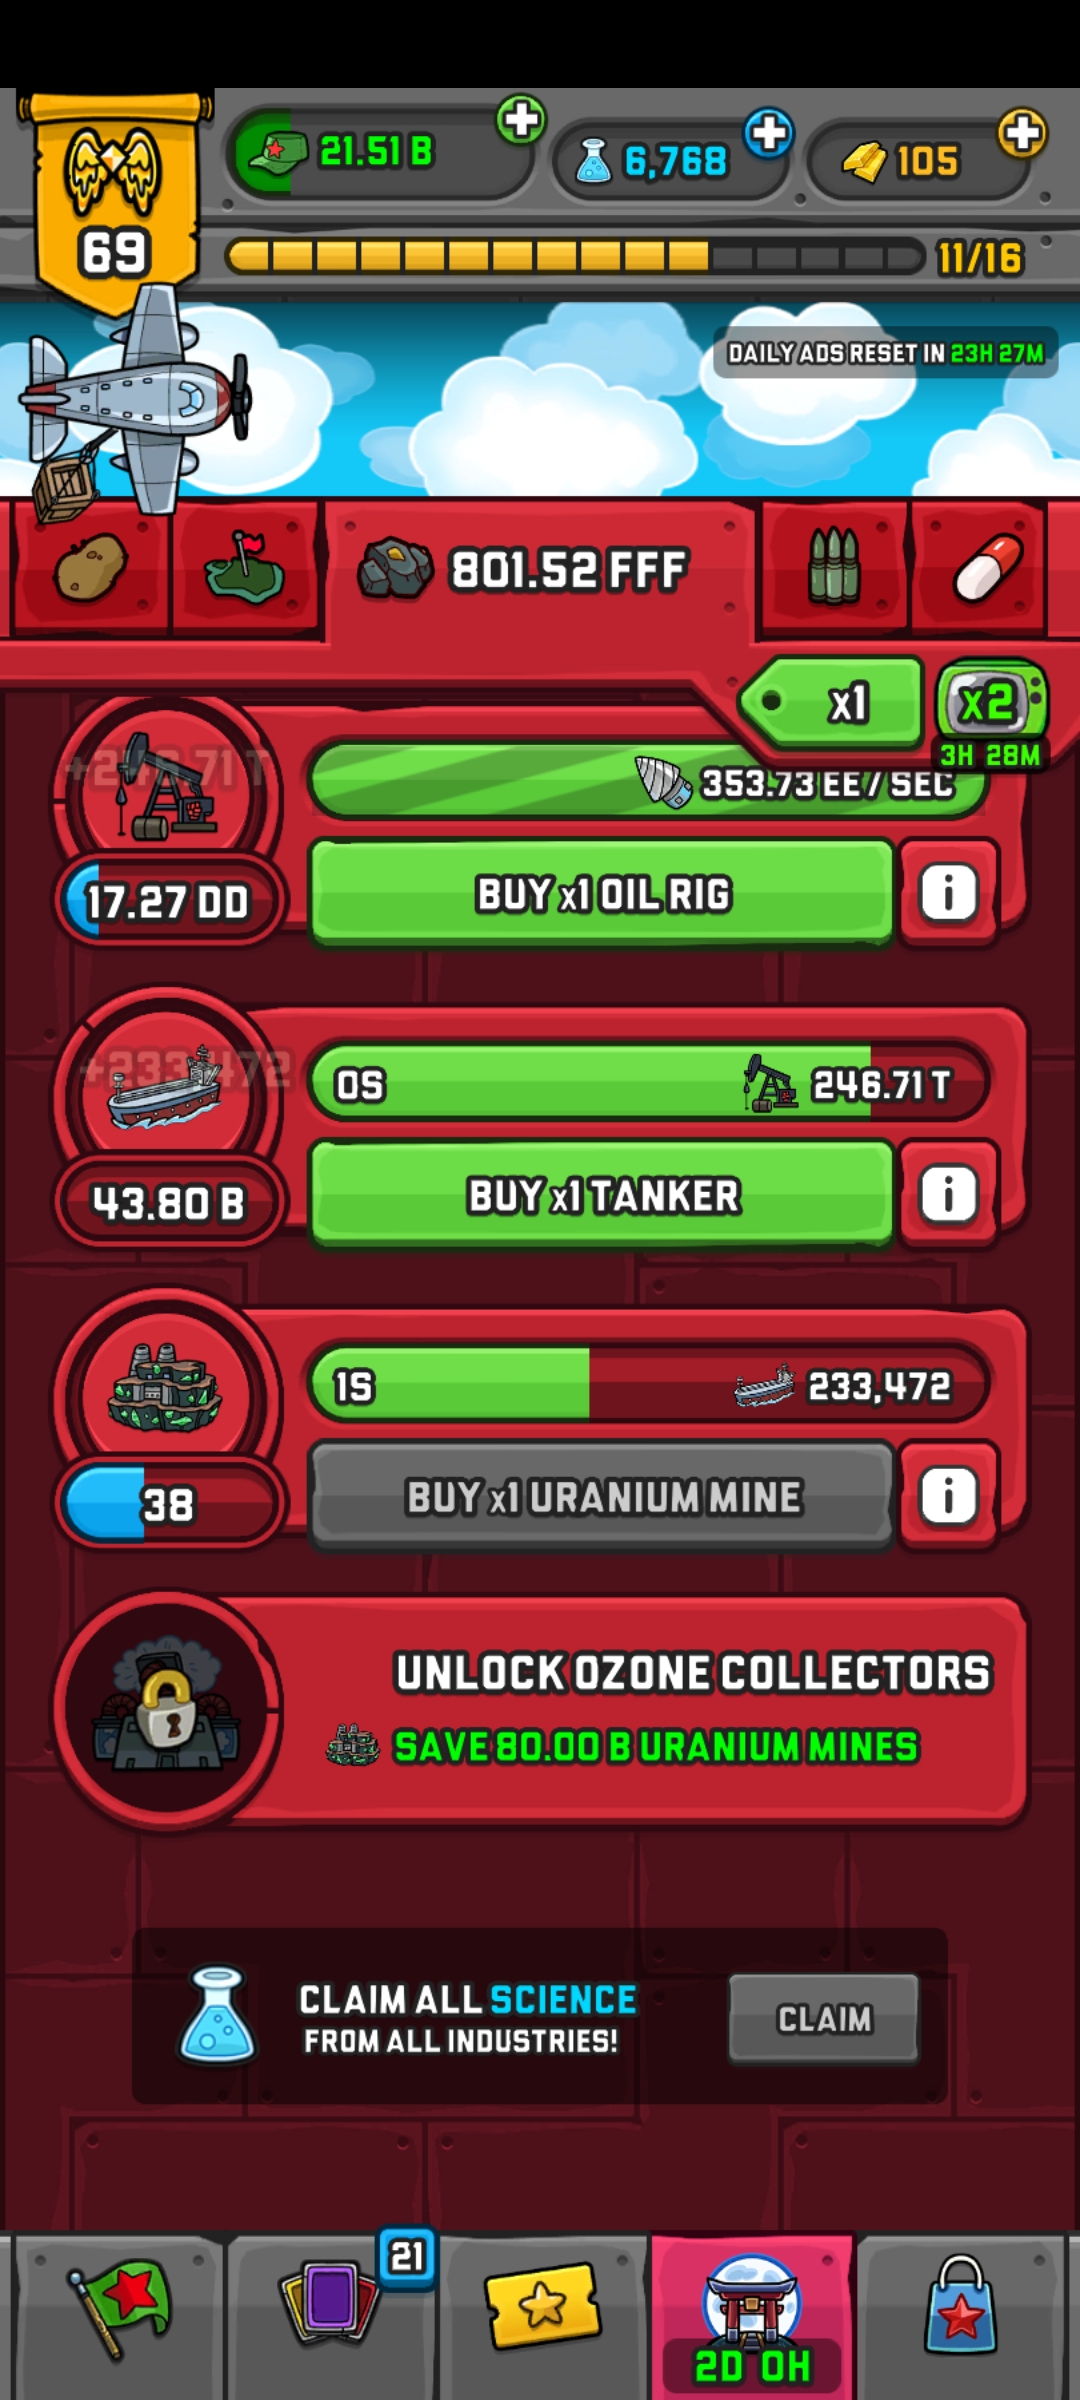 21.51 B
6,768
105
69
11/16
DAILY ADS RESET IN 23H 27M
801.52 FFF
x1
x2
3H 28M
353.73 EE / SEC
17.27 DD
BUY x1 OIL RIG
i
+233,472
0S
246.71 T
43.80 B
BUY x1 TANKER
i
1S
233,472
38
BUY x1 URANIUM MINE
i
UNLOCK OZONE COLLECTORS
SAVE 80.00 B URANIUM MINES
CLAIM ALL SCIENCE
FROM ALL INDUSTRIES!
CLAIM
21
2D 0H